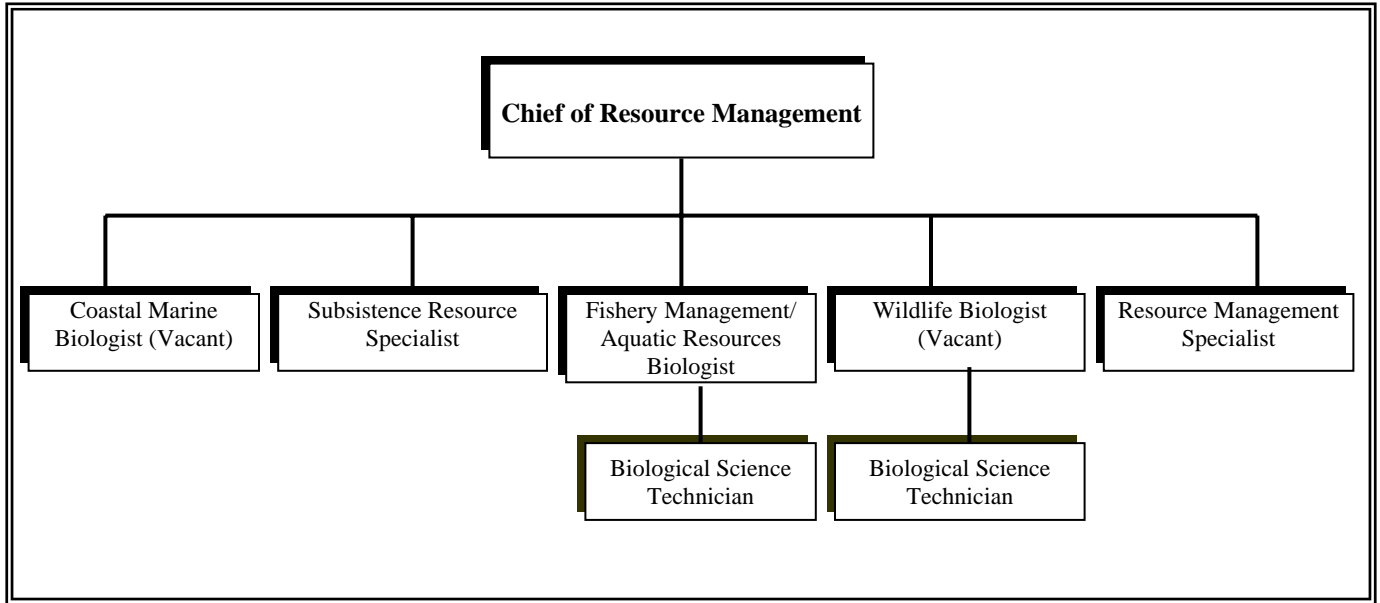 Chief of Resource Management
Coastal Marine
Biologist (Vacant)
Subsistence Resource
Specialist
Fishery Management/
Aquatic Resources
Biologist
Wildlife Biologist
(Vacant)
Resource Management
Specialist
Biological Science
Technician
Biological Science
Technician